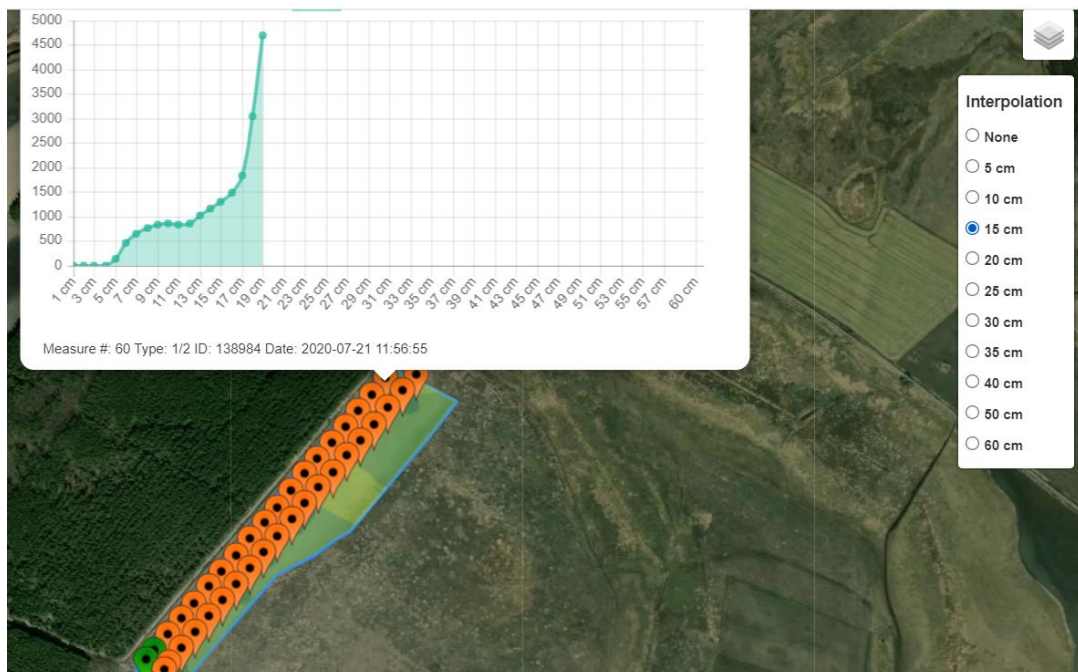 5000
4500
4000
3500
3000
2500
2000
1500
1000
500
0
1 cm
3 cm
5 cm
7 cm
9 cm
11 cm
13 cm
15 cm
17 cm
19 cm
21 cm
23 cm
25 cm
27 cm
29 cm
31 cm
33 cm
35 cm
37 cm
39 cm
41 cm
43 cm
45 cm
47 cm
49 cm
51 cm
53 cm
55 cm
57 cm
60 cm
Measure #: 60 Type: 1/2 ID: 138984 Date: 2020-07-21 11:56:55
Interpolation
None
5 cm
10 cm
15 cm
20 cm
25 cm
30 cm
35 cm
40 cm
50 cm
60 cm